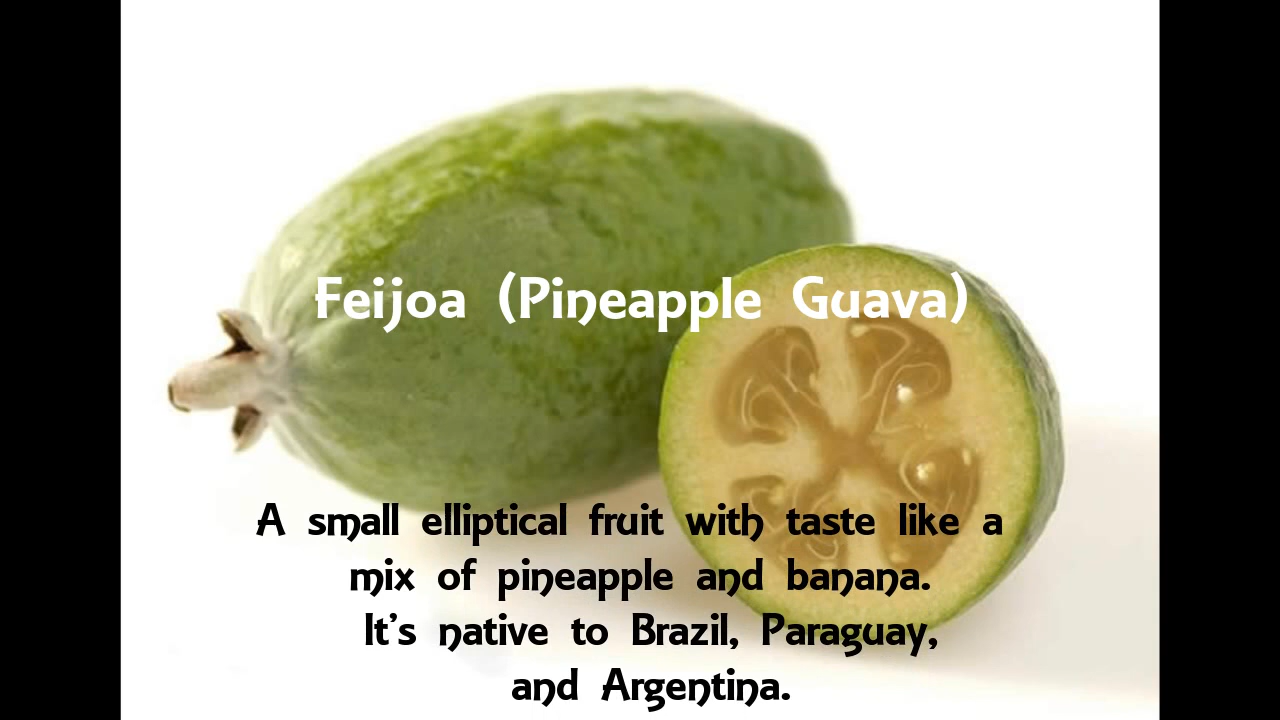 Feijoa (Pineapple Guava)
A small elliptical fruit with taste like a
mix of pineapple and banana.
It's native to Brazil, Paraguay,
and Argentina.